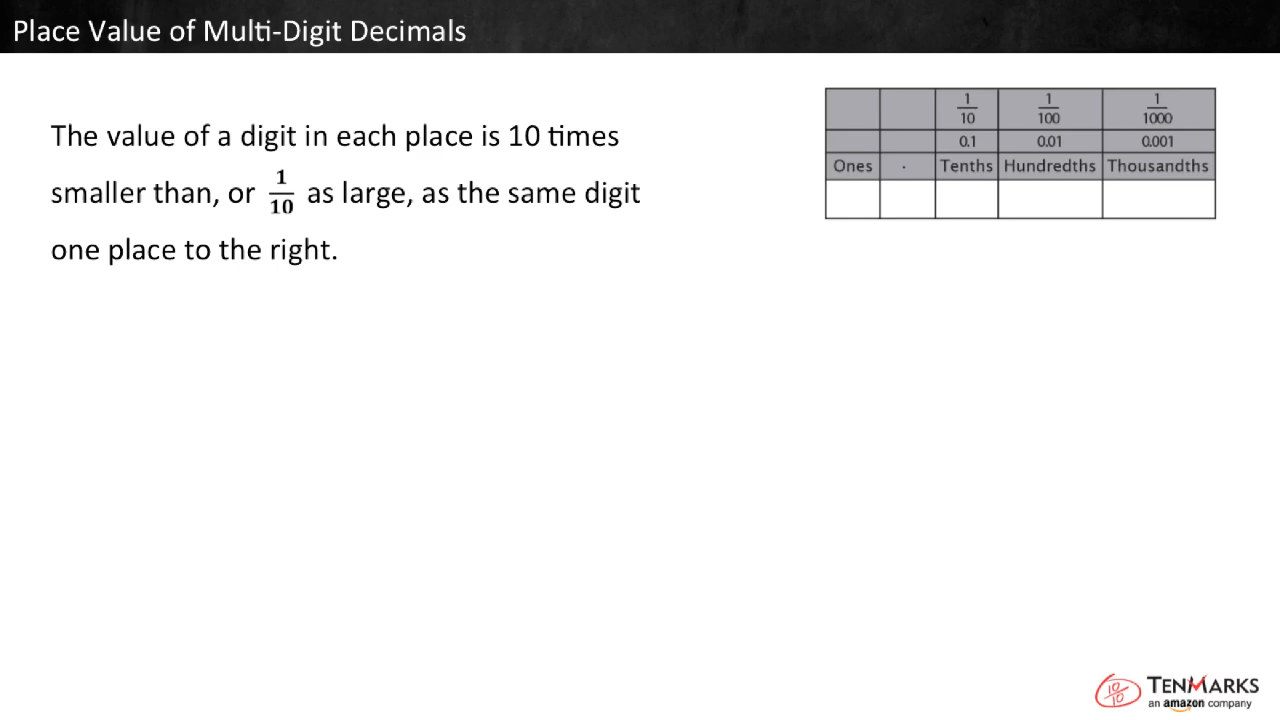 Place Value of Multi-Digit Decimals
The value of a digit in each place is 10 times
smaller than, or 1/10 as large, as the same digit
one place to the right.
1/10 1/100 1/1000
0.1 0.01 0.001
Ones . Tenths Hundredths Thousandths
10/10 TENMARKS
an amazon company